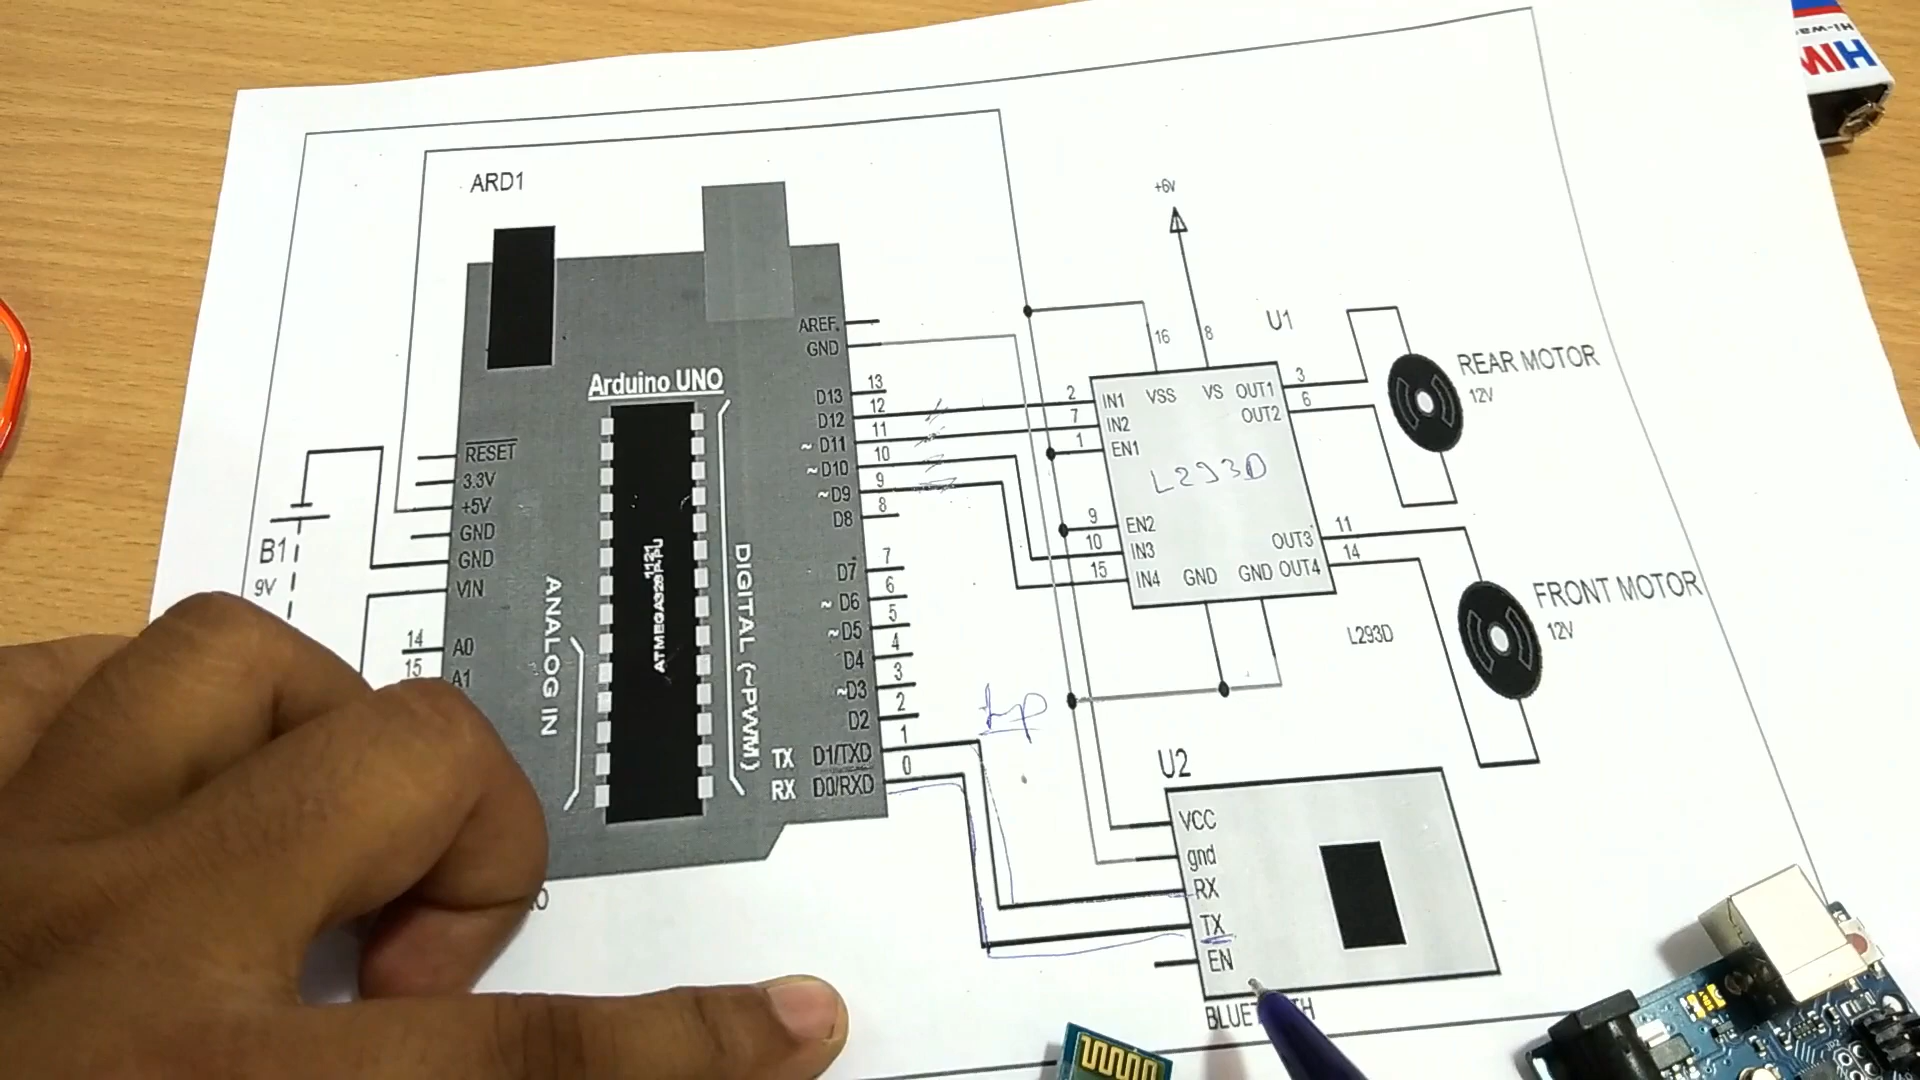 HIW
HI-wa
ARD1
+6v
16
8
U1
AREF.
GND
Arduino UNO
13
D13
12
D12
11
~ D11
10
~ D10
9
~D9
8
D8
7
D7
6
~ D6
5
~D5
4
D4
3
~D3
2
D2
1
TX D1/TXD
0
RX D0/RXD
RESET
3.3V
+5V
GND
GND
VIN
14
A0
15
A1
B1
9V
ATMEGA328P-PU
1121
ANALOG IN
DIGITAL (~PWM)
2
IN1
7
IN2
1
EN1
9
EN2
10
IN3
15
IN4
VSS
VS
OUT1
3
OUT2
6
L293D
OUT3
11
OUT4
14
GND
GND
L293D
REAR MOTOR
12V
FRONT MOTOR
12V
U2
VCC
gnd
RX
TX
EN